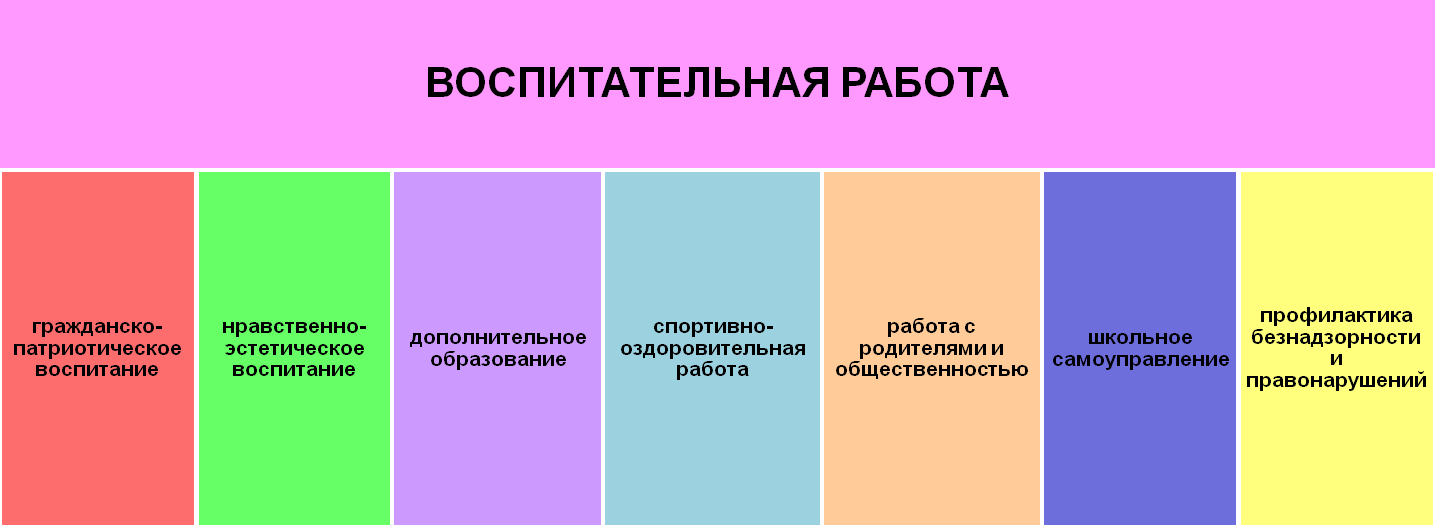 ВОСПИТАТЕЛЬНАЯ РАБОТА
гражданско-
патриотическое
воспитание
нравственно-
эстетическое
воспитание
дополнительное
образование
спортивно-
оздоровительная
работа
работа с
родителями и
общественностью
школьное
самоуправление
профилактика
безнадзорности
и
правонарушений